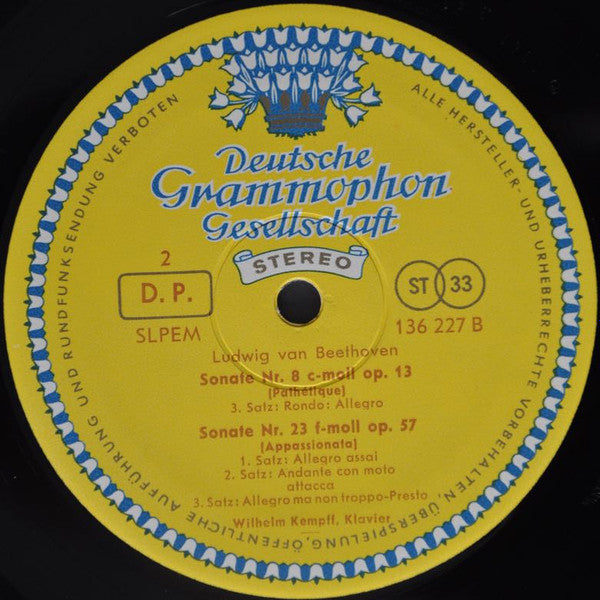 ALLE HERSTELLER- UND URHEBERRECHTE VORBEHALTEN, ÜBERSPIELUNG, ÖFFENTLICHE AUFFÜHRUNG UND RUNDFUNKSENDUNG VERBOTEN
Deutsche
Grammophon
Gesellschaft
STEREO
2
D. P.
SLPEM
ST 33
136 227 B
Ludwig van Beethoven
Sonate Nr. 8 c-moll op. 13
(Pathétique)
3. Satz: Rondo: Allegro
Sonate Nr. 23 f-moll op. 57
(Appassionata)
1. Satz: Allegro assai
2. Satz: Andante con moto
attacca
3. Satz: Allegro ma non troppo-Presto
Wilhelm Kempff, Klavier